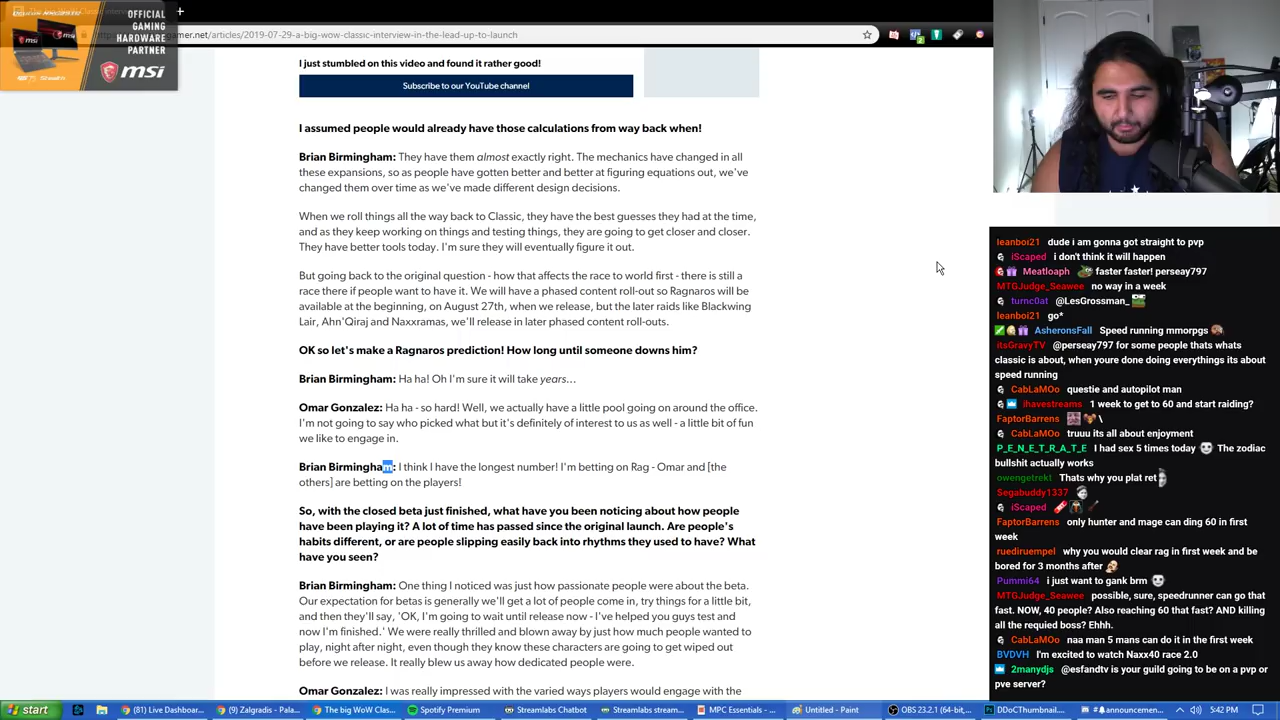 OFFICIAL
GAMING
HARDWARE
PARTNER
msi
gamer.net/articles/2019-07-29-a-big-wow-classic-interview-in-the-lead-up-to-launch
I just stumbled on this video and found it rather good!
Subscribe to our YouTube channel
I assumed people would already have those calculations from way back when!
Brian Birmingham: They have them almost exactly right. The mechanics have changed in all
these expansions, so as people have gotten better and better at figuring equations out, we've
changed them over time as we've made different design decisions.
When we roll things all the way back to Classic, they have the best guesses they had at the time,
and as they keep working on things and testing things, they are going to get closer and closer.
They have better tools today. I'm sure they will eventually figure it out.
But going back to the original question - how that affects the race to world first - there is still a
race there if people want to have it. We will have a phased content roll-out so Ragnaros will be
available at the beginning, on August 27th, when we release, but the later raids like Blackwing
Lair, Ahn'Qiraj and Naxxramas, we'll release in later phased content roll-outs.
OK so let's make a Ragnaros prediction! How long until someone downs him?
Brian Birmingham: Ha ha! Oh I'm sure it will take years...
Omar Gonzalez: Ha ha - so hard! Well, we actually have a little pool going on around the office.
I'm not going to say who picked what but it's definitely of interest to us as well - a little bit of fun
we like to engage in.
Brian Birmingham: I think I have the longest number! I'm betting on Rag - Omar and [the
others] are betting on the players!
So, with the closed beta just finished, what have you been noticing about how people
have been playing it? A lot of time has passed since the original launch. Are people's
habits different, or are people slipping easily back into rhythms they used to have? What
have you seen?
Brian Birmingham: One thing I noticed was just how passionate people were about the beta.
Our expectation for betas is generally we'll get a lot of people come in, try things for a little bit,
and then they'll say, 'OK, I'm going to wait until release now - I've helped you guys test and
now I'm finished.' We were really thrilled and blown away by just how much people wanted to
play, night after night, even though they know these characters are going to get wiped out
before we release. It really blew us away how dedicated people were.
Omar Gonzalez: I was really impressed with the varied ways players would engage with the
leanboi21 dude i am gonna got straight to pvp
iScaped i don't think it will happen
Meatloaph faster faster! perseay797
MTGJudge_Seawee no way in a week
turnc0at @LesGrossman_
leanboi21 go*
AsheronsFall Speed running mmorpgs
itsGravyTV @perseay797 for some people thats whats
classic is about, when youre done doing everythings its about
speed running
CabLaMOo questie and autopilot man
ihavestreams 1 week to get to 60 and start raiding?
FaptorBarrens \
CabLaMOo truuu its all about enjoyment
P_E_N_E_T_R_A_T_E I had sex 5 times today The zodiac
bullshit actually works
owengetrekt Thats why you plat ret
Segabuddy1337
iScaped
FaptorBarrens only hunter and mage can ding 60 in first
week
ruediruempel why you would clear rag in first week and be
bored for 3 months after
Pummi64 i just want to gank brm
MTGJudge_Seawee possible, sure, speedrunner can go that
fast. NOW, 40 people? Also reaching 60 that fast? AND killing
all the requied boss? Ehhh.
CabLaMOo naa man 5 mans can do it in the first week
BVDVH I'm excited to watch Naxx40 race 2.0
2manydjs @esfandtv is your guild going to be on a pvp or
pve server?
start
(81) Live Dashboar...
(9) Zalgradis - Pala...
The big WoW Clas...
Spotify Premium
Streamlabs Chatbot
Streamlabs stream...
MPC Essentials - ...
Untitled - Paint
OBS 23.2.1 (64-bit,...
DDoCThumbnail....
#announcemen...
5:42 PM